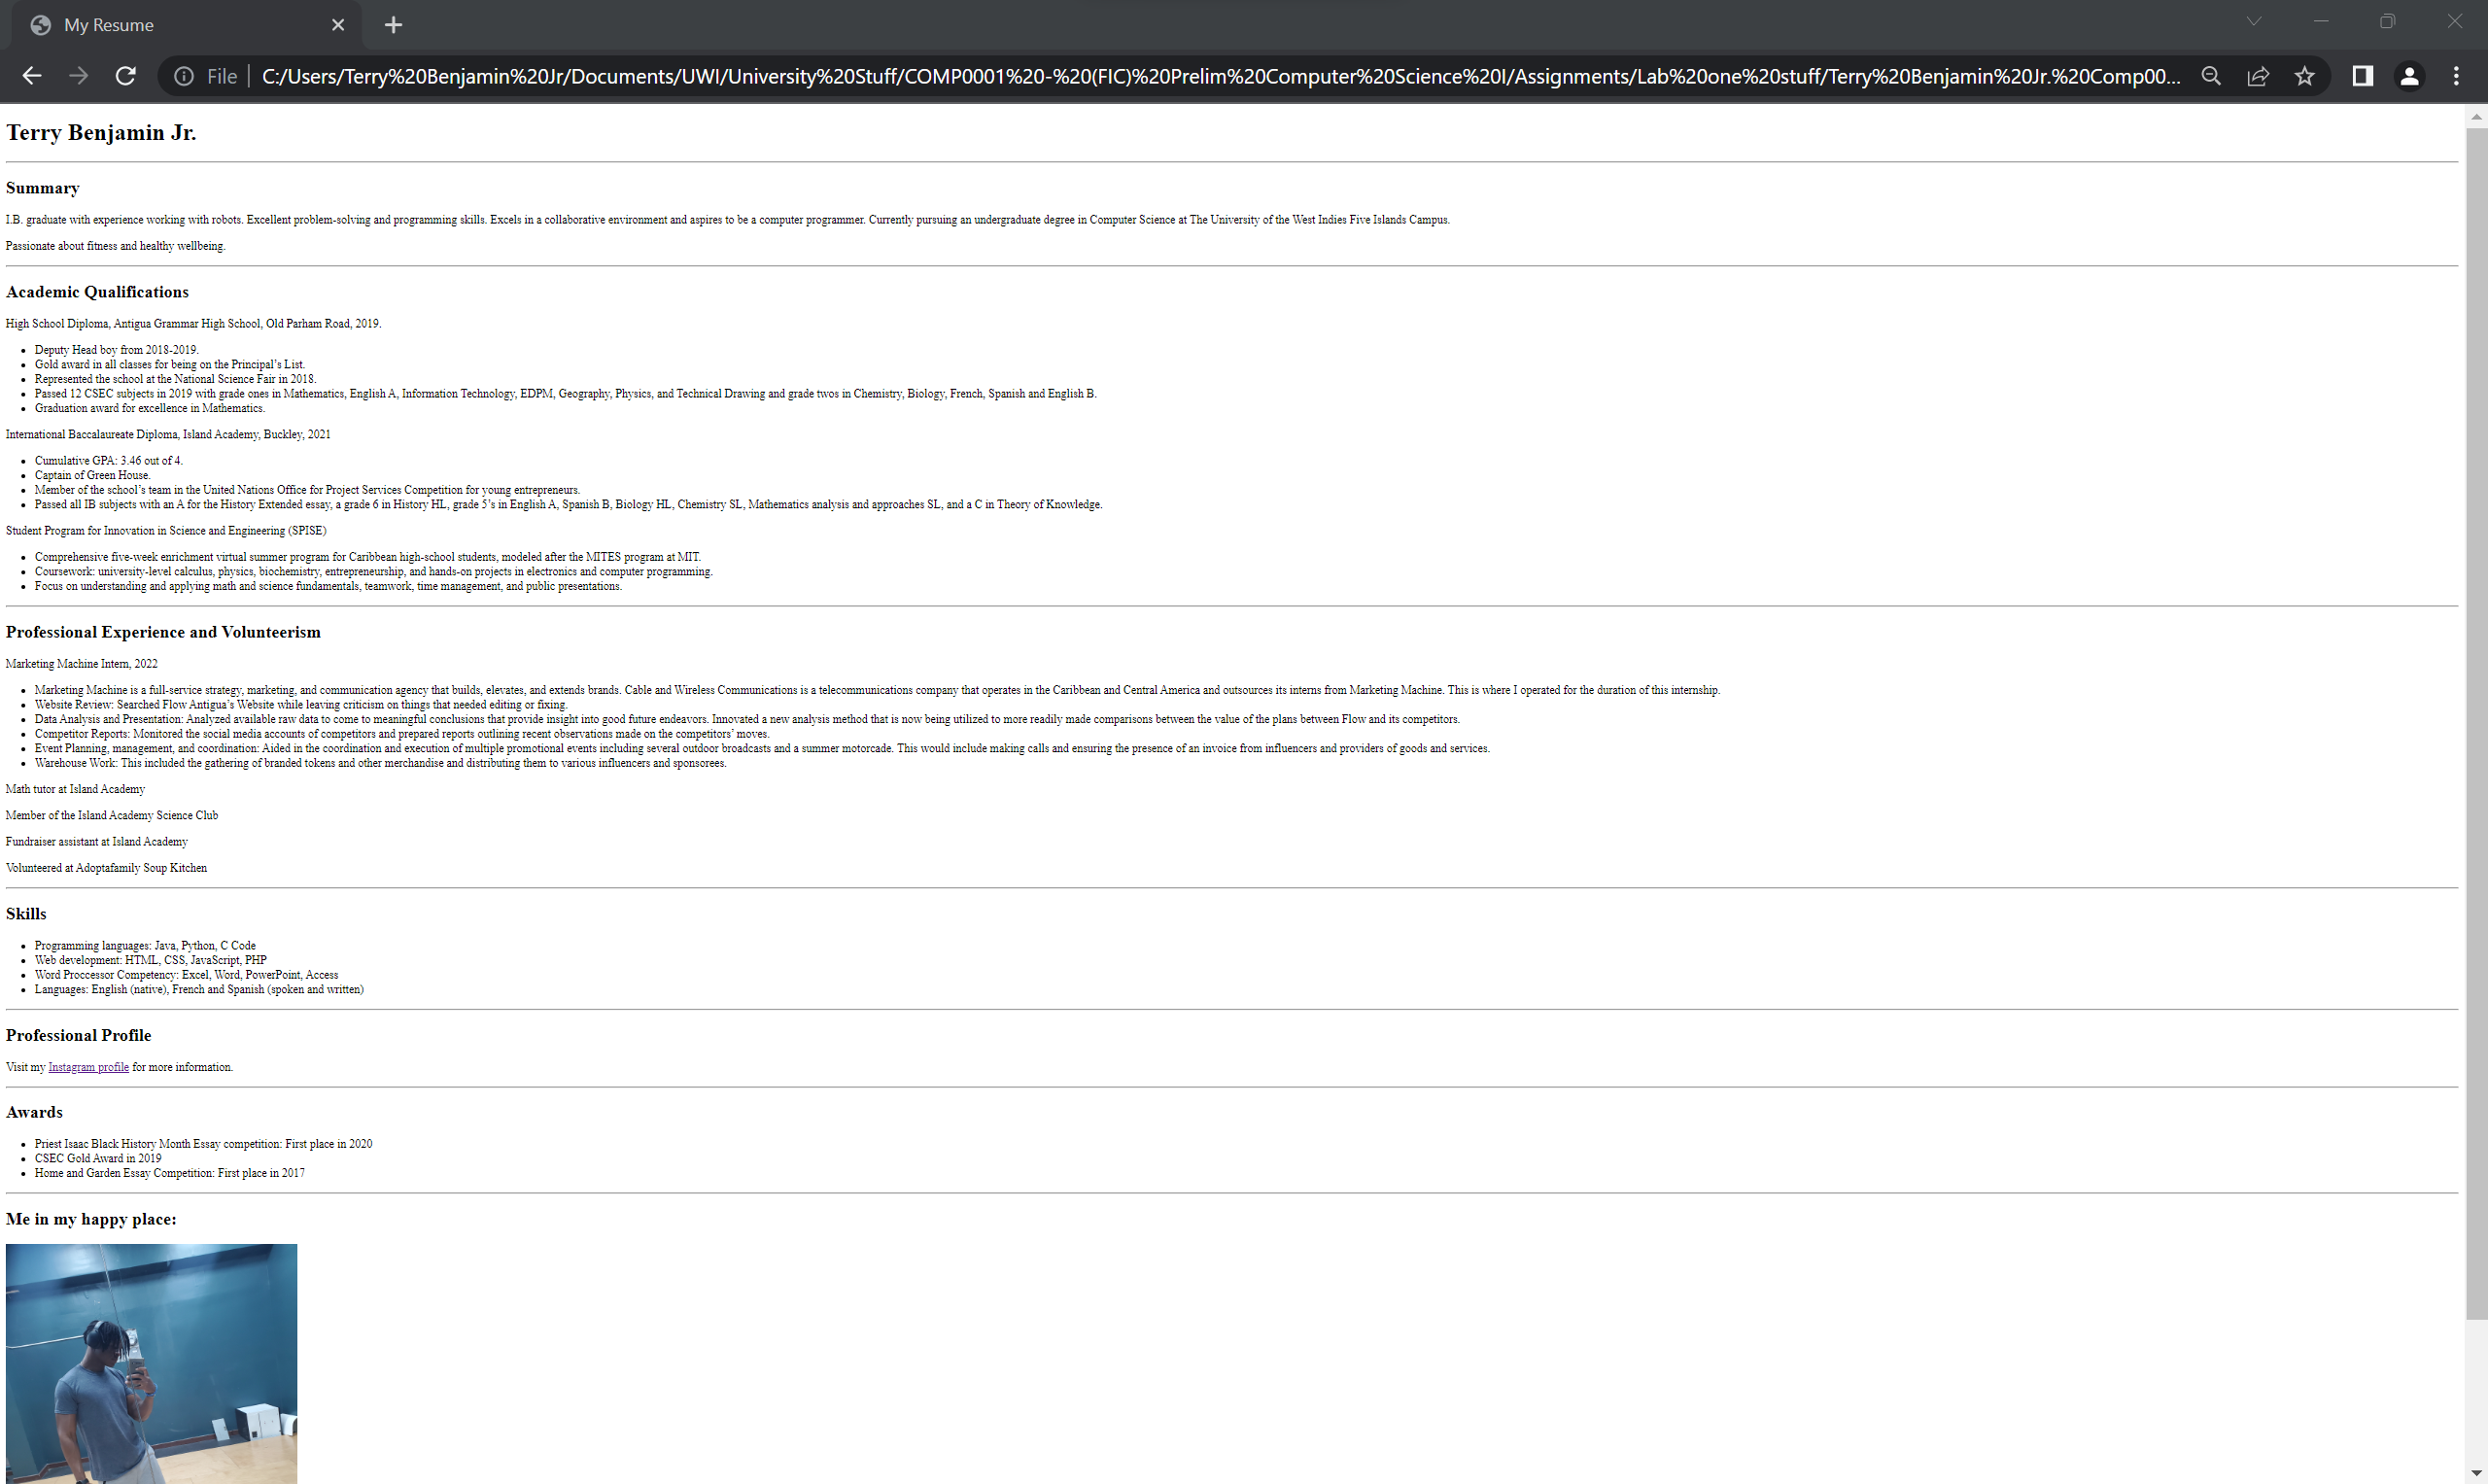 My Resume
File C:/Users/Terry%20Benjamin%20Jr/Documents/UWI/University%20Stuff/COMP0001%20-%20(FIC)%20Prelim%20Computer%20Science%20I/Assignments/Lab%20one%20stuff/Terry%20Benjamin%20Jr.%20Comp00...
Terry Benjamin Jr.
Summary
I.B. graduate with experience working with robots. Excellent problem-solving and programming skills. Excels in a collaborative environment and aspires to be a computer programmer. Currently pursuing an undergraduate degree in Computer Science at The University of the West Indies Five Islands Campus.
Passionate about fitness and healthy wellbeing.
Academic Qualifications
High School Diploma, Antigua Grammar High School, Old Parham Road, 2019.
• Deputy Head boy from 2018-2019.
• Gold award in all classes for being on the Principal's List.
• Represented the school at the National Science Fair in 2018.
• Passed 12 CSEC subjects in 2019 with grade ones in Mathematics, English A, Information Technology, EDPM, Geography, Physics, and Technical Drawing and grade twos in Chemistry, Biology, French, Spanish and English B.
• Graduation award for excellence in Mathematics.
International Baccalaureate Diploma, Island Academy, Buckley, 2021
• Cumulative GPA: 3.46 out of 4.
• Captain of Green House.
• Member of the school's team in the United Nations Office for Project Services Competition for young entrepreneurs.
• Passed all IB subjects with an A for the History Extended essay, a grade 6 in History HL, grade 5's in English A, Spanish B, Biology HL, Chemistry SL, Mathematics analysis and approaches SL, and a C in Theory of Knowledge.
Student Program for Innovation in Science and Engineering (SPISE)
• Comprehensive five-week enrichment virtual summer program for Caribbean high-school students, modeled after the MITES program at MIT.
• Coursework: university-level calculus, physics, biochemistry, entrepreneurship, and hands-on projects in electronics and computer programming.
• Focus on understanding and applying math and science fundamentals, teamwork, time management, and public presentations.
Professional Experience and Volunteerism
Marketing Machine Intern, 2022
• Marketing Machine is a full-service strategy, marketing, and communication agency that builds, elevates, and extends brands. Cable and Wireless Communications is a telecommunications company that operates in the Caribbean and Central America and outsources its interns from Marketing Machine. This is where I operated for the duration of this internship.
• Website Review: Searched Flow Antigua's Website while leaving criticism on things that needed editing or fixing.
• Data Analysis and Presentation: Analyzed available raw data to come to meaningful conclusions that provide insight into good future endeavors. Innovated a new analysis method that is now being utilized to more readily made comparisons between the value of the plans between Flow and its competitors.
• Competitor Reports: Monitored the social media accounts of competitors and prepared reports outlining recent observations made on the competitors' moves.
• Event Planning, management, and coordination: Aided in the coordination and execution of multiple promotional events including several outdoor broadcasts and a summer motorcade. This would include making calls and ensuring the presence of an invoice from influencers and providers of goods and services.
• Warehouse Work: This included the gathering of branded tokens and other merchandise and distributing them to various influencers and sponsorees.
Math tutor at Island Academy
Member of the Island Academy Science Club
Fundraiser assistant at Island Academy
Volunteered at Adoptafamily Soup Kitchen
Skills
• Programming languages: Java, Python, C Code
• Web development: HTML, CSS, JavaScript, PHP
• Word Proccessor Competency: Excel, Word, PowerPoint, Access
• Languages: English (native), French and Spanish (spoken and written)
Professional Profile
Visit my Instagram profile for more information.
Awards
• Priest Isaac Black History Month Essay competition: First place in 2020
• CSEC Gold Award in 2019
• Home and Garden Essay Competition: First place in 2017
Me in my happy place: